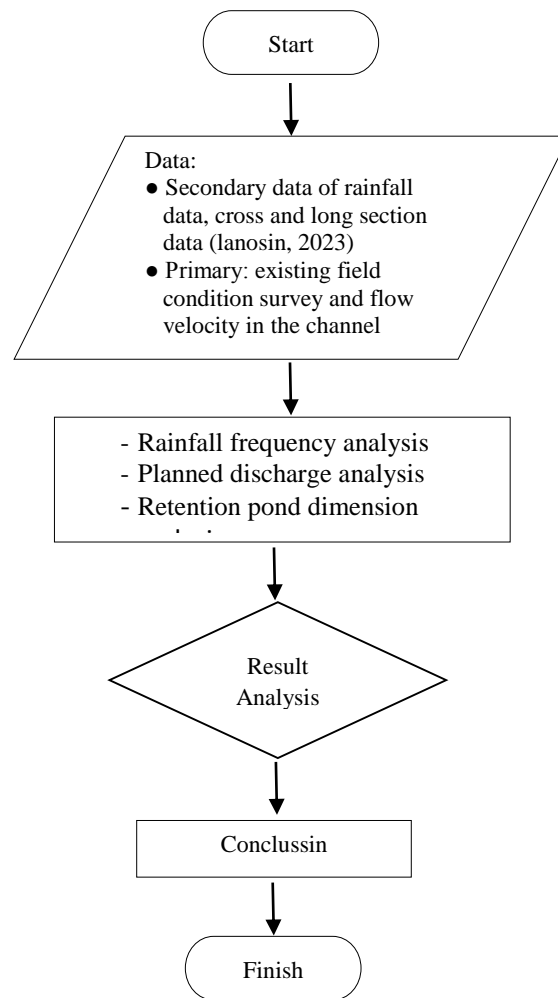 Start
Data:
● Secondary data of rainfall
data, cross and long section
data (lanosin, 2023)
● Primary: existing field
condition survey and flow
velocity in the channel
- Rainfall frequency analysis
- Planned discharge analysis
- Retention pond dimension
Result
Analysis
Conclussin
Finish